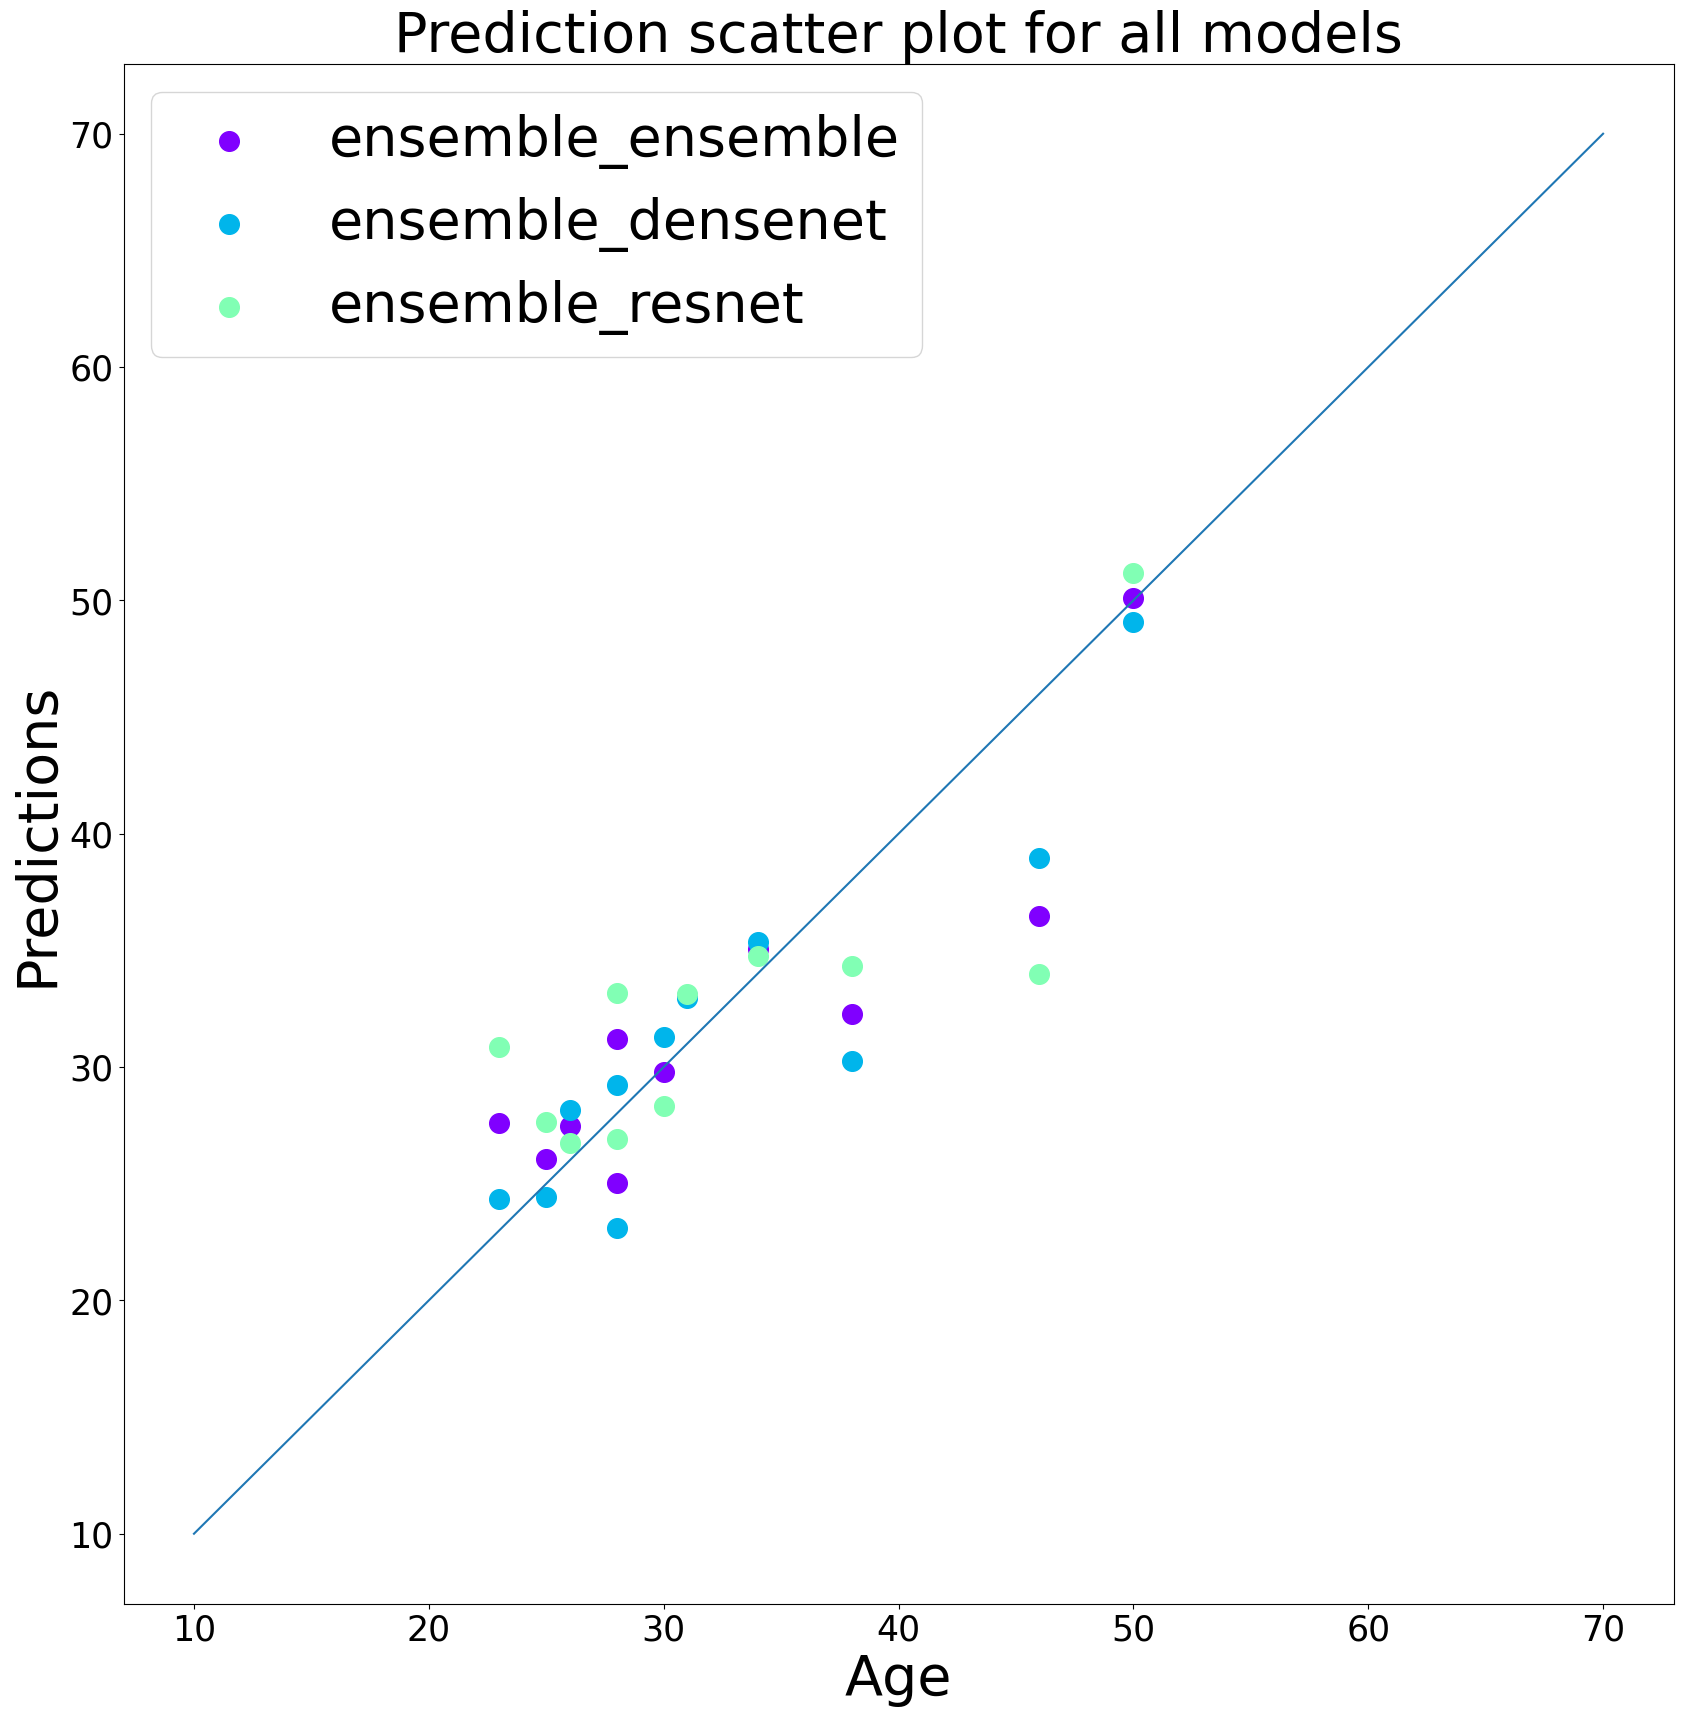 Prediction scatter plot for all models
ensemble_ensemble
ensemble_densenet
ensemble_resnet
70
60
50
40
30
20
10
Predictions
10 20 30 40 50 60 70
Age